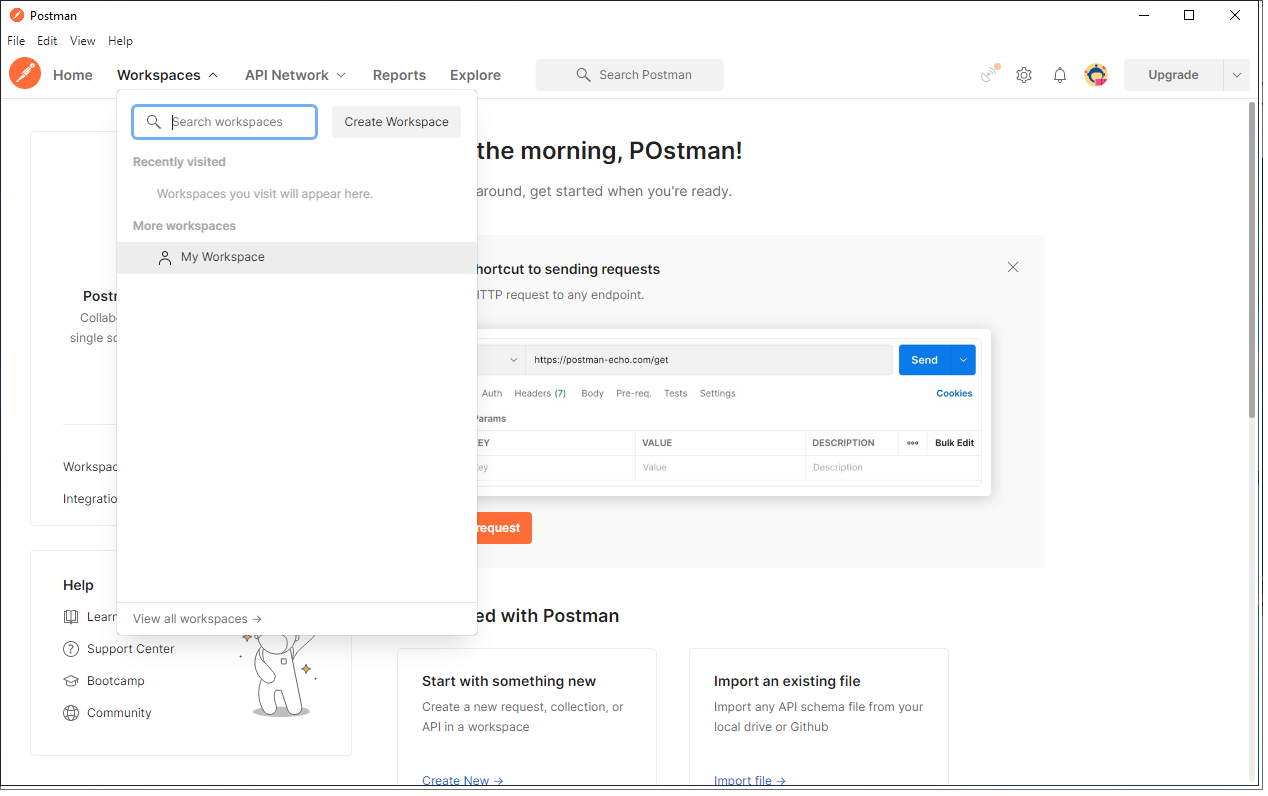 Postman
File Edit View Help
Home Workspaces API Network Reports Explore Search Postman Upgrade
Search workspaces Create Workspace
Recently visited
Workspaces you visit will appear here.
More workspaces
My Workspace
View all workspaces →
the morning, POstman!
around, get started when you're ready.
hortcut to sending requests
HTTP request to any endpoint.
https://postman-echo.com/get Send
Auth Headers (7) Body Pre-req. Tests Settings Cookies
Params
EY VALUE DESCRIPTION ••• Bulk Edit
Key Value Description
request
Postr
Collab
single so
Workspac
Integratio
Help
Learn
Support Center
Bootcamp
Community
ed with Postman
Start with something new
Create a new request, collection, or
API in a workspace
Create New →
Import an existing file
Import any API schema file from your
local drive or Github
Import file →